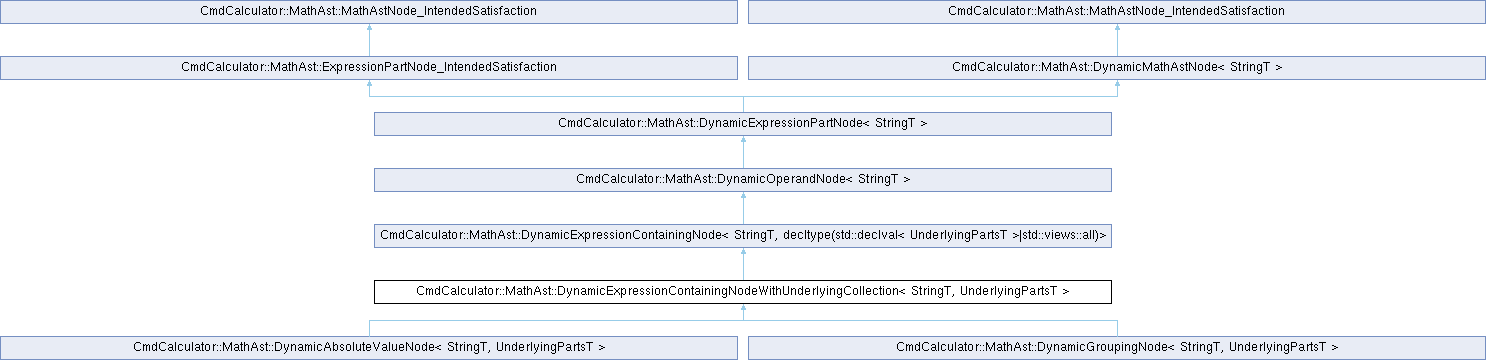 CmdCalculator::MathAst::MathAstNode_IntendedSatisfaction
CmdCalculator::MathAst::MathAstNode_IntendedSatisfaction
CmdCalculator::MathAst::ExpressionPartNode_IntendedSatisfaction
CmdCalculator::MathAst::DynamicMathAstNode< StringT >
CmdCalculator::MathAst::DynamicExpressionPartNode< StringT >
CmdCalculator::MathAst::DynamicOperandNode< StringT >
CmdCalculator::MathAst::DynamicExpressionContainingNode< StringT, decltype(std::declval< UnderlyingPartsT >|std::views::all)>
CmdCalculator::MathAst::DynamicExpressionContainingNodeWithUnderlyingCollection< StringT, UnderlyingPartsT >
CmdCalculator::MathAst::DynamicAbsoluteValueNode< StringT, UnderlyingPartsT >
CmdCalculator::MathAst::DynamicGroupingNode< StringT, UnderlyingPartsT >